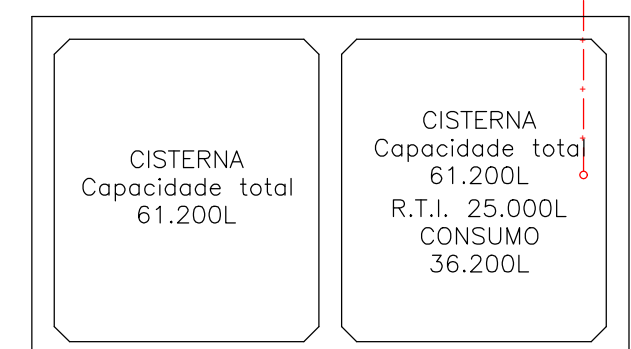 CISTERNA
Capacidade total
61.200L
CISTERNA
Capacidade total
61.200L
R.T.I. 25.000L
CONSUMO
36.200L